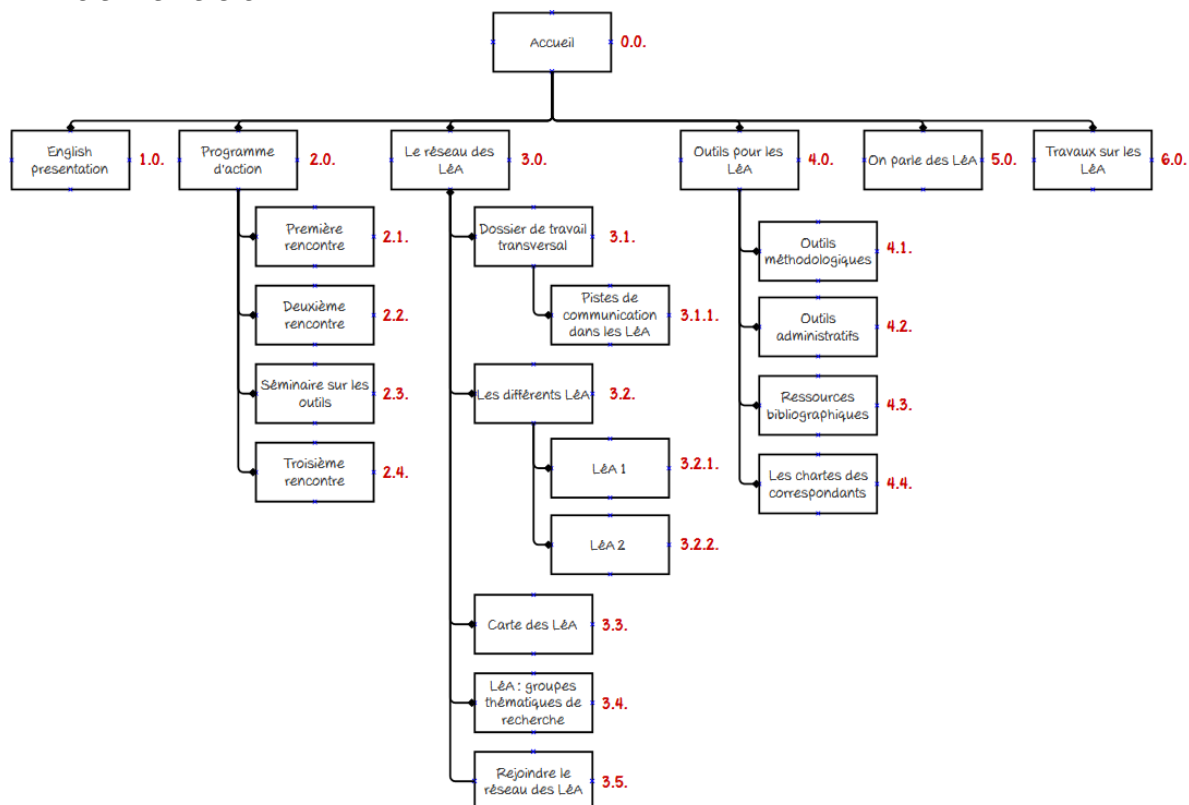 Accueil
0.0.
English
presentation
1.0.
Programme
d'action
2.0.
Le réseau des
LéA
3.0.
Outils pour les
LéA
4.0.
On parle des LéA
5.0.
Travaux sur les
LéA
6.0.
Première
rencontre
2.1.
Deuxième
rencontre
2.2.
Séminaire sur les
outils
2.3.
Troisième
rencontre
2.4.
Dossier de travail
transversal
3.1.
Pistes de
communication
dans les LéA
3.1.1.
Les différents LéA
3.2.
LéA 1
3.2.1.
LéA 2
3.2.2.
Carte des LéA
3.3.
LéA : groupes
thématiques de
recherche
3.4.
Rejoindre le
réseau des LéA
3.5.
Outils
méthodologiques
4.1.
Outils
administratifs
4.2.
Ressources
bibliographiques
4.3.
Les chartes des
correspondants
4.4.